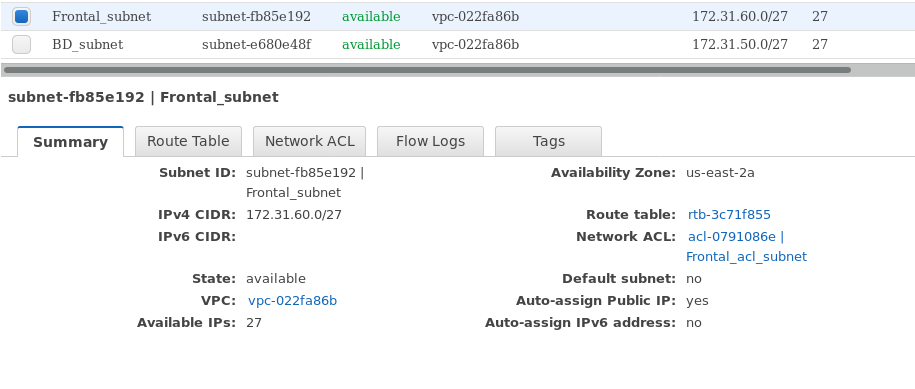 Frontal_subnet subnet-fb85e192 available vpc-022fa86b 172.31.60.0/27 27
BD_subnet subnet-e680e48f available vpc-022fa86b 172.31.50.0/27 27
subnet-fb85e192 | Frontal_subnet
Summary Route Table Network ACL Flow Logs Tags
Subnet ID: subnet-fb85e192 | Availability Zone: us-east-2a
Frontal_subnet
IPv4 CIDR: 172.31.60.0/27 Route table: rtb-3c71f855
IPv6 CIDR: Network ACL: acl-0791086e |
Frontal_acl_subnet
State: available Default subnet: no
VPC: vpc-022fa86b Auto-assign Public IP: yes
Available IPs: 27 Auto-assign IPv6 address: no